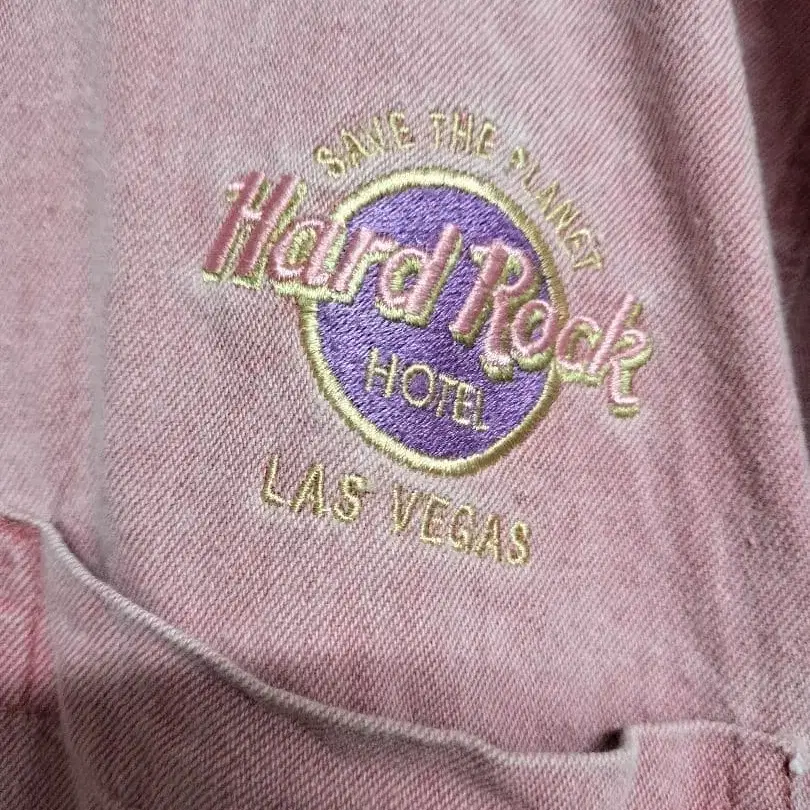 SAVE THE PLANET
Hard Rock
HOTEL
LAS VEGAS